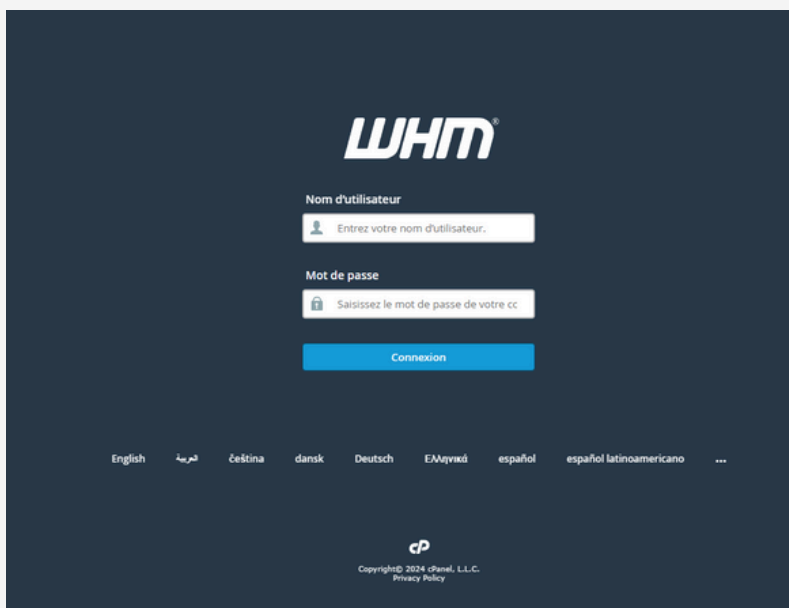 WHM®
Nom d'utilisateur
Entrez votre nom d'utilisateur.
Mot de passe
Saisissez le mot de passe de votre cc
Connexion
English العربية čeština dansk Deutsch Ελληνικά español español latinoamericano ...
cP
Copyright© 2024 cPanel, L.L.C.
Privacy Policy